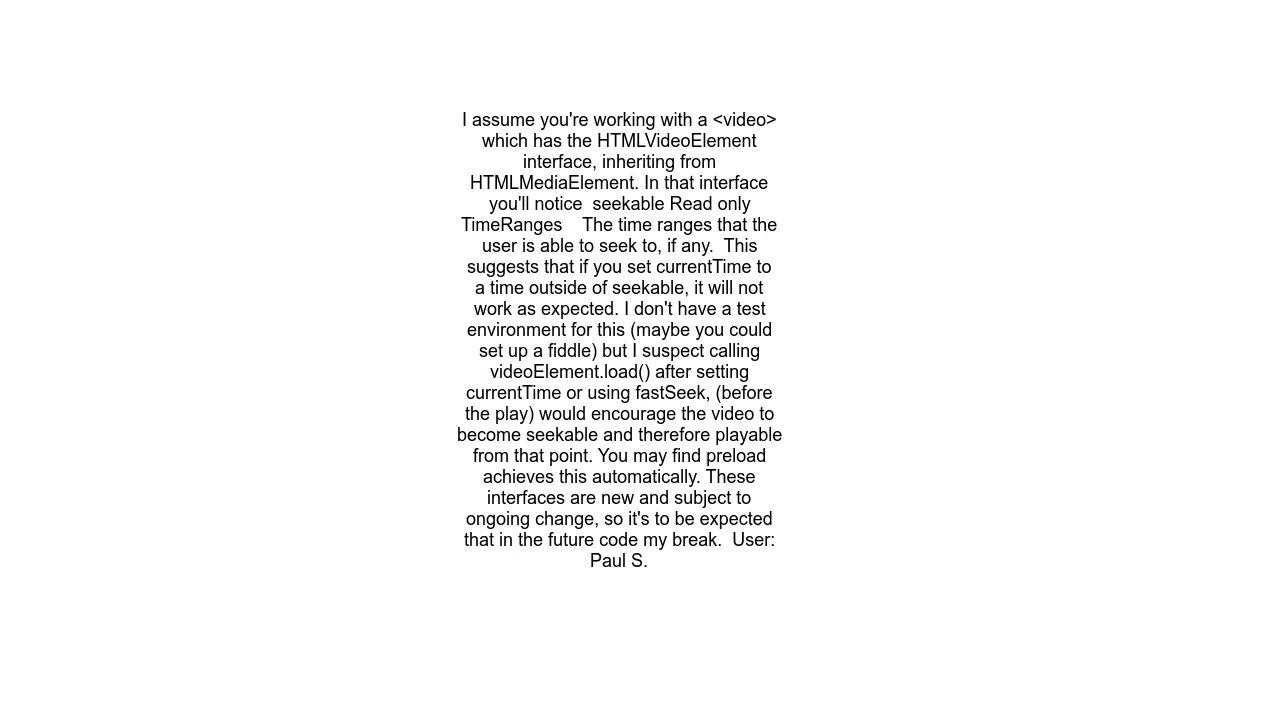 I assume you're working with a <video>
which has the HTMLVideoElement
interface, inheriting from
HTMLMediaElement. In that interface
you'll notice  seekable Read only
TimeRanges    The time ranges that the
user is able to seek to, if any.  This
suggests that if you set currentTime to
a time outside of seekable, it will not
work as expected. I don't have a test
environment for this (maybe you could
set up a fiddle) but I suspect calling
videoElement.load() after setting
currentTime or using fastSeek, (before
the play) would encourage the video to
become seekable and therefore playable
from that point. You may find preload
achieves this automatically. These
interfaces are new and subject to
ongoing change, so it's to be expected
that in the future code my break.  User:
Paul S.